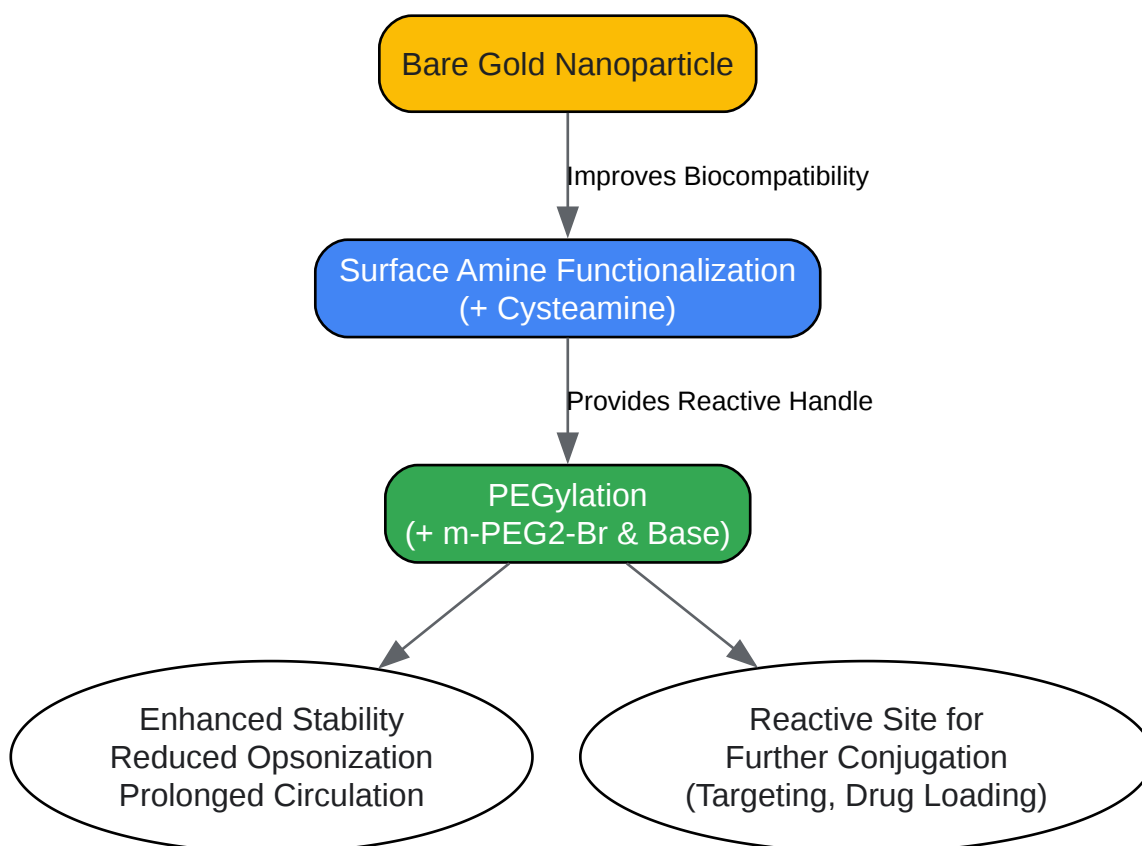 Bare Gold Nanoparticle
Improves Biocompatibility
Surface Amine Functionalization
(+ Cysteamine)
Provides Reactive Handle
PEGylation
(+ m-PEG2-Br & Base)
Enhanced Stability
Reduced Opsonization
Prolonged Circulation
Reactive Site for
Further Conjugation
(Targeting, Drug Loading)